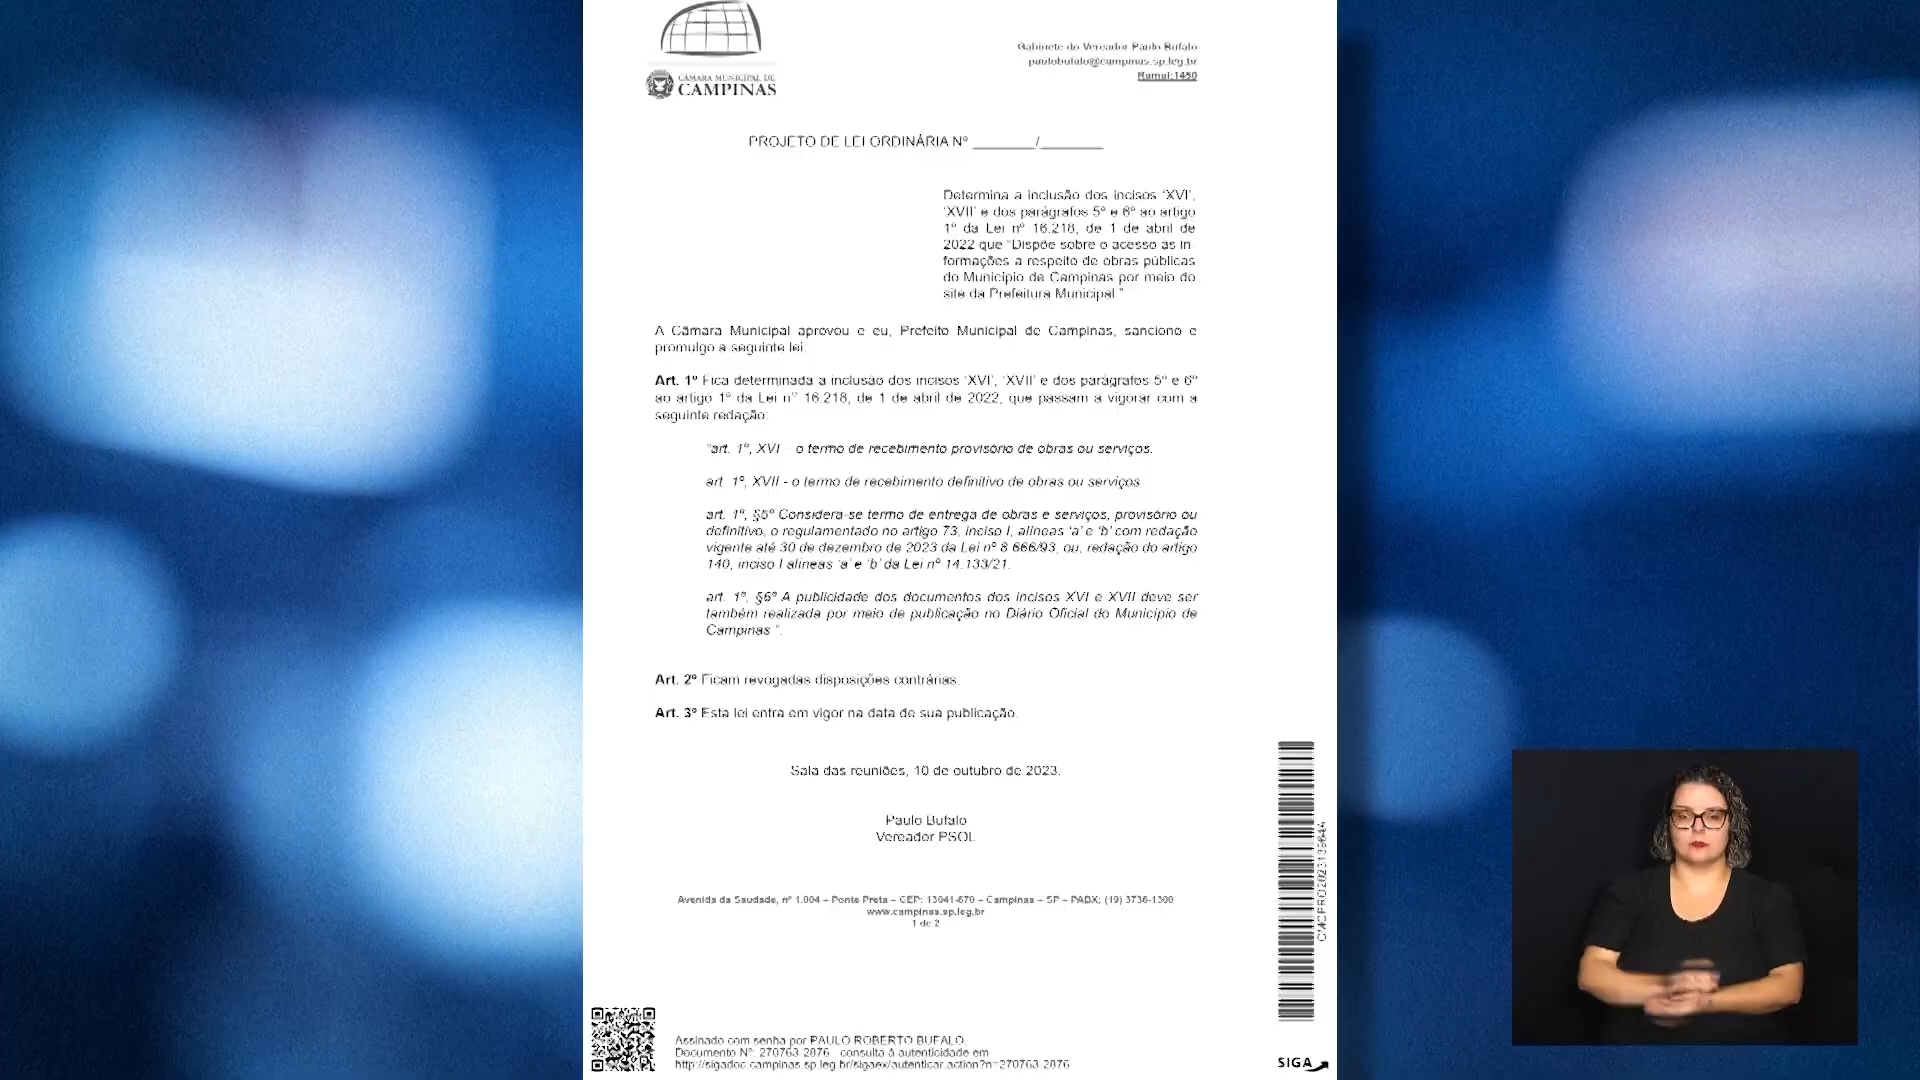 CÂMARA MUNICIPAL DE
CAMPINAS
Gabinete do Vereador Paulo Bufalo
paulobufalo@campinas.sp.leg.br
Ramal:1450
PROJETO DE LEI ORDINÁRIA Nº ________/________
Determina a inclusão dos incisos ‘XVI’,
‘XVII’ e dos parágrafos 5º e 6º ao artigo
1º da Lei nº 16.218, de 1 de abril de
2022 que “Dispõe sobre o acesso às in-
formações a respeito de obras públicas
do Município de Campinas por meio do
site da Prefeitura Municipal.”
A Câmara Municipal aprovou e eu, Prefeito Municipal de Campinas, sanciono e
promulgo a seguinte lei:
Art. 1º Fica determinada a inclusão dos incisos ‘XVI’, ‘XVII’ e dos parágrafos 5º e 6º
ao artigo 1º da Lei nº 16.218, de 1 de abril de 2022, que passam a vigorar com a
seguinte redação:
“art. 1º, XVI - o termo de recebimento provisório de obras ou serviços.
art. 1º, XVII - o termo de recebimento definitivo de obras ou serviços.
art. 1º, §5º Considera-se termo de entrega de obras e serviços, provisório ou
definitivo, o regulamentado no artigo 73, inciso I, alíneas ‘a’ e ‘b’ com redação
vigente até 30 de dezembro de 2023 da Lei nº 8.666/93, ou, redação do artigo
140, inciso I alíneas ‘a’ e ‘b’ da Lei nº 14.133/21.
art. 1º, §6º A publicidade dos documentos dos incisos XVI e XVII deve ser
também realizada por meio de publicação no Diário Oficial do Município de
Campinas.”.
Art. 2º Ficam revogadas disposições contrárias.
Art. 3º Esta lei entra em vigor na data de sua publicação.
Sala das reuniões, 10 de outubro de 2023.
Paulo Bufalo
Vereador PSOL
Avenida da Saudade, nº 1.004 – Ponte Preta – CEP: 13041-670 – Campinas – SP – PABX: (19) 3736-1300
www.campinas.sp.leg.br
1 de 2
Assinado com senha por PAULO ROBERTO BUFALO.
Documento Nº: 270763-2876 - consulta à autenticidade em
http://sigadoc.campinas.sp.leg.br/sigaex/autenticar.action?n=270763-2876
SIGA